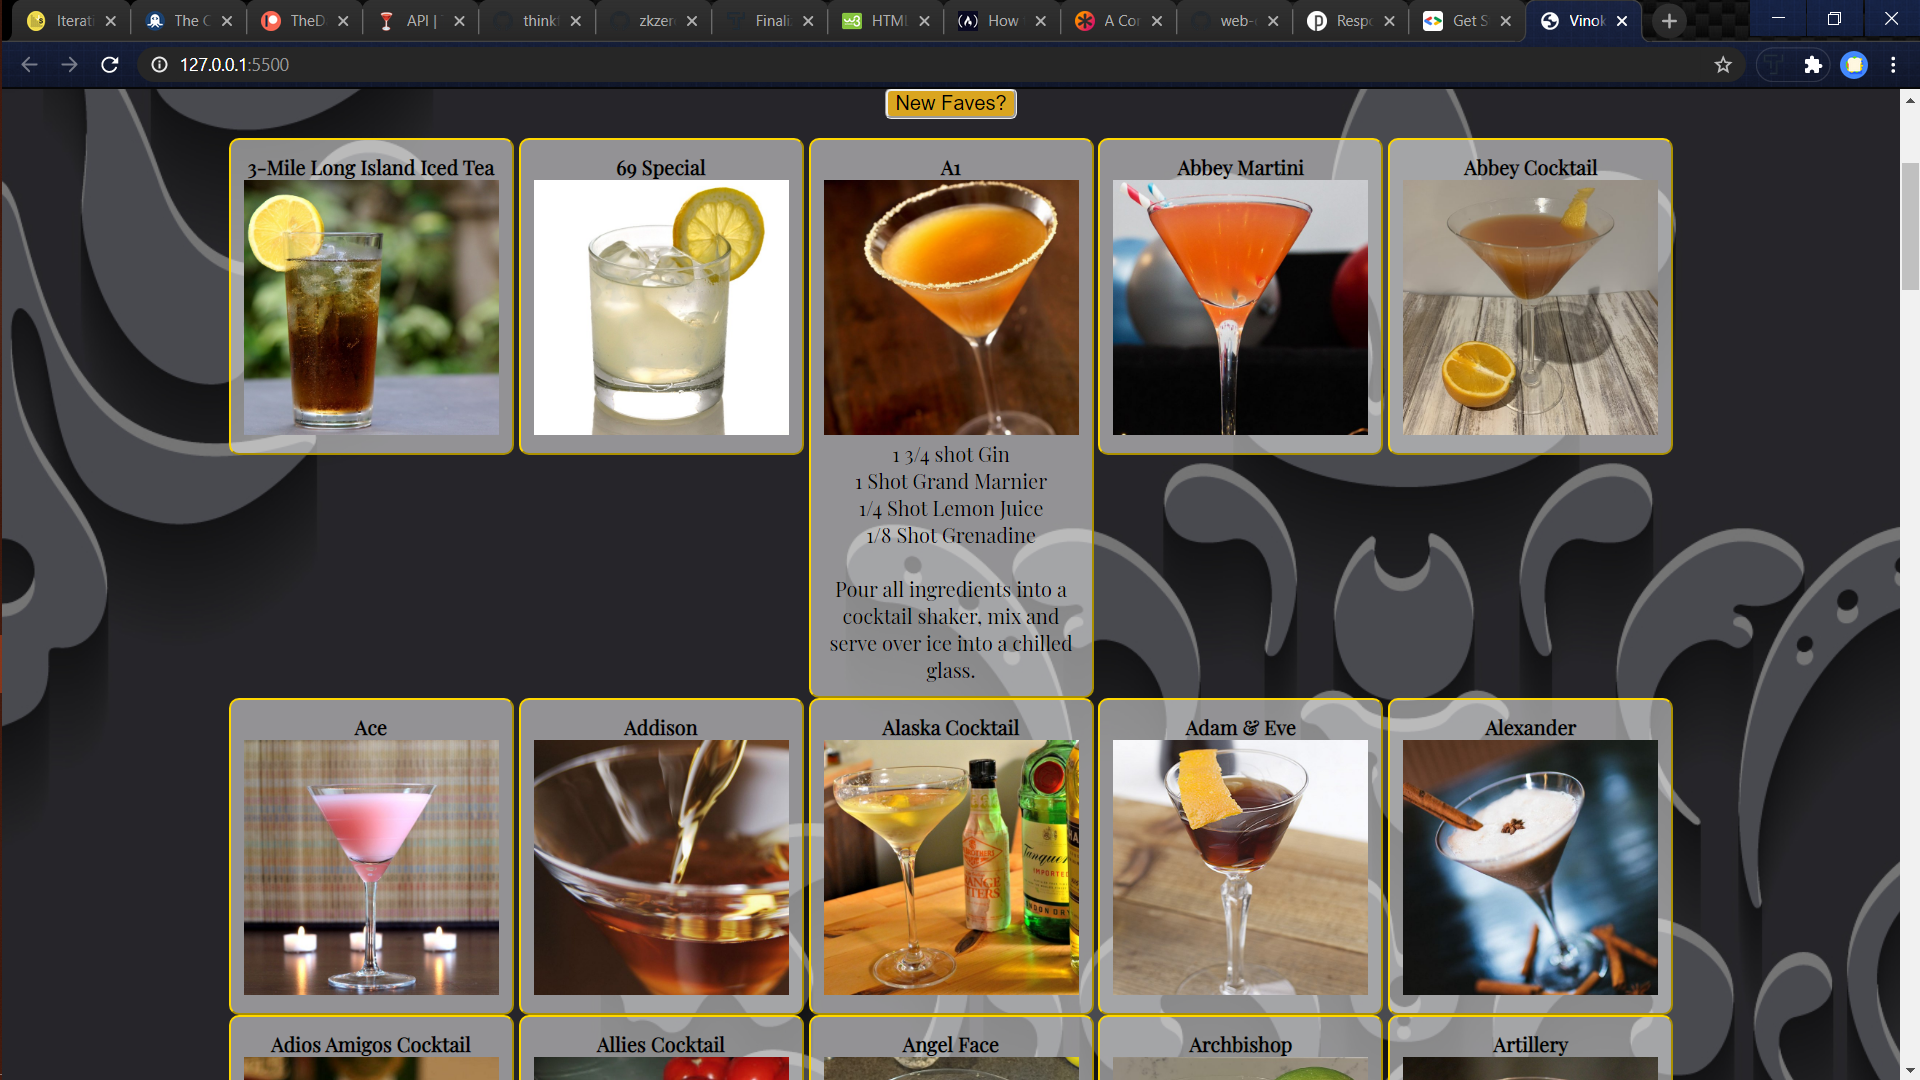 Iterati
The C
TheD
API |
think
zkzer
Finali
HTML
How
A Cor
web-
Resp
Get S
Vinok
127.0.0.1:5500
New Faves?
3-Mile Long Island Iced Tea
69 Special
A1
Abbey Martini
Abbey Cocktail
1 3/4 shot Gin
1 Shot Grand Marnier
1/4 Shot Lemon Juice
1/8 Shot Grenadine
Pour all ingredients into a
cocktail shaker, mix and
serve over ice into a chilled
glass.
Ace
Addison
Alaska Cocktail
Adam & Eve
Alexander
Tanquer
IMPORTED
Adios Amigos Cocktail
Allies Cocktail
Angel Face
Archbishop
Artillery